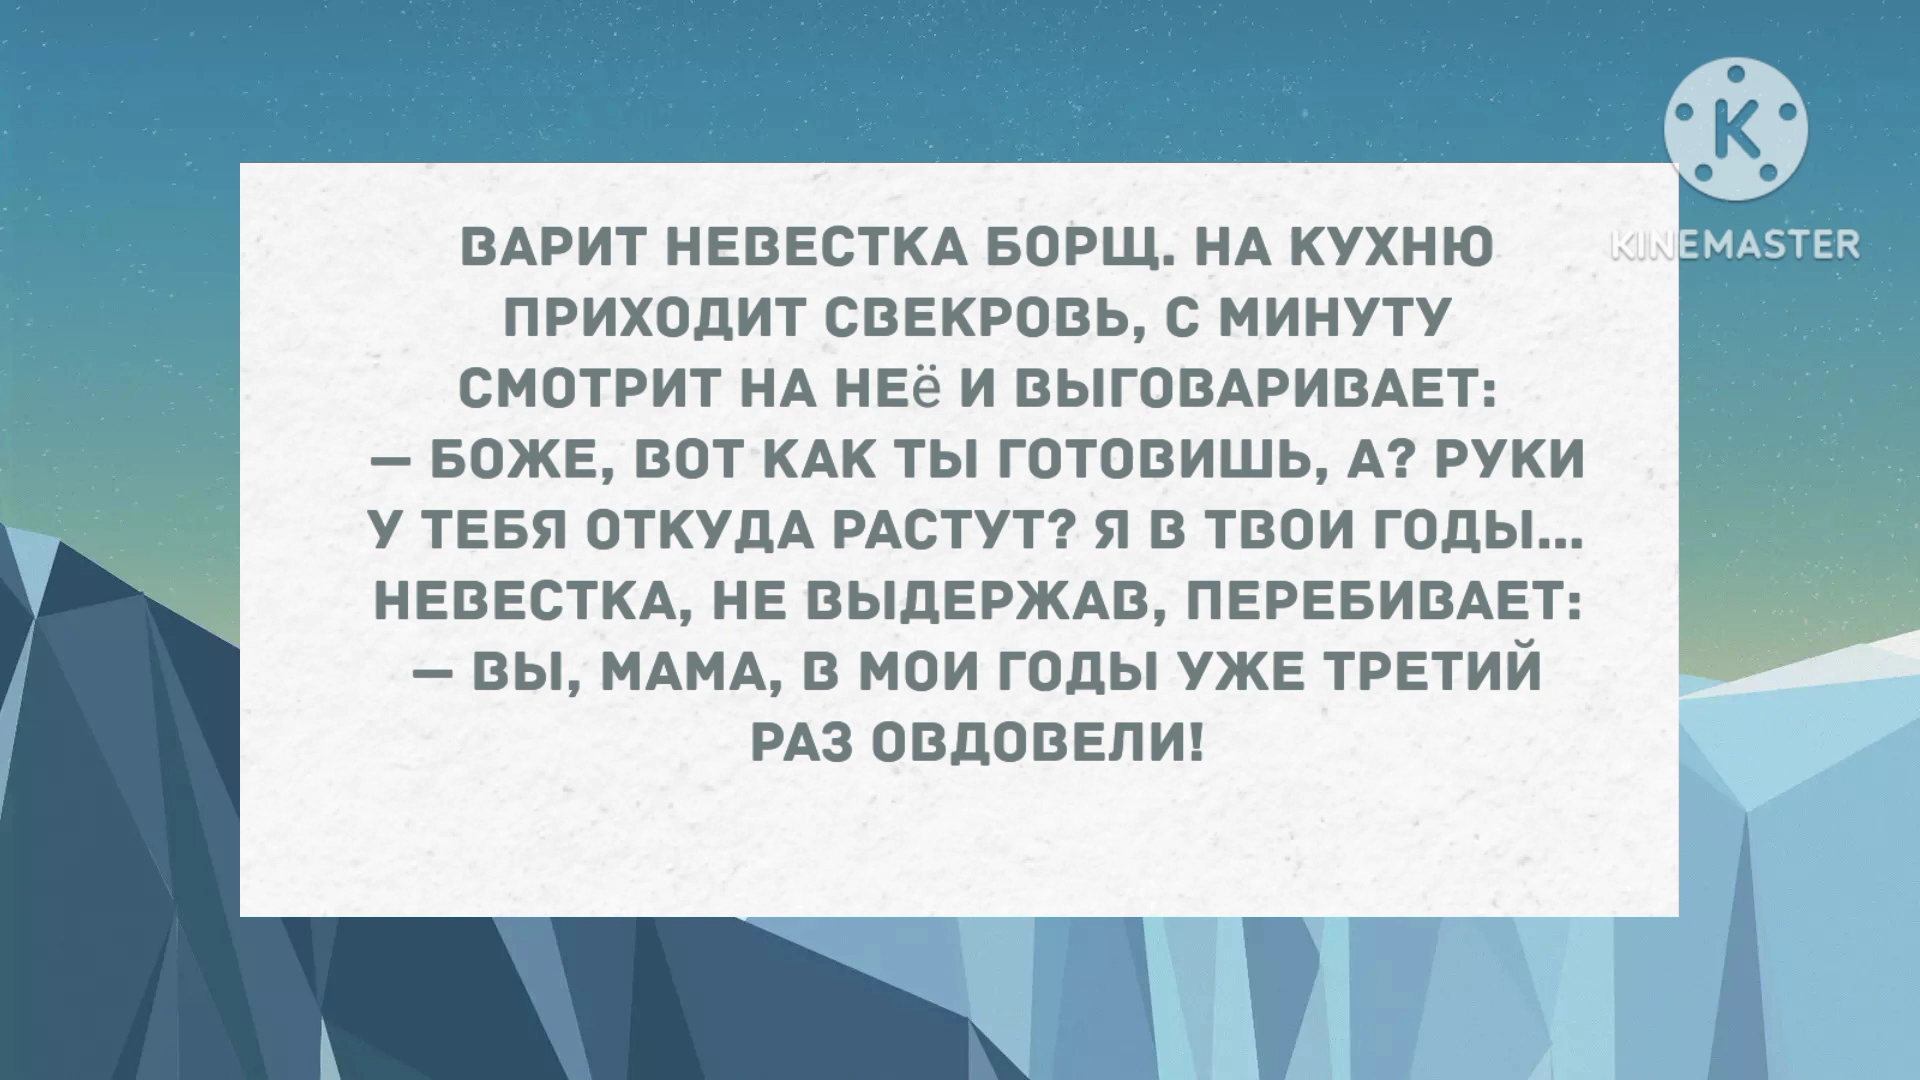 ВАРИТ НЕВЕСТКА БОРЩ. НА КУХНЮ
ПРИХОДИТ СВЕКРОВЬ, С МИНУТУ
СМОТРИТ НА НЕё И ВЫГОВАРИВАЕТ:
— БОЖЕ, ВОТ КАК ТЫ ГОТОВИШЬ, А? РУКИ
У ТЕБЯ ОТКУДА РАСТУТ? Я В ТВОИ ГОДЫ...
НЕВЕСТКА, НЕ ВЫДЕРЖАВ, ПЕРЕБИВАЕТ:
— ВЫ, МАМА, В МОИ ГОДЫ УЖЕ ТРЕТИЙ
РАЗ ОВДОВЕЛИ!
K
KINEMASTER